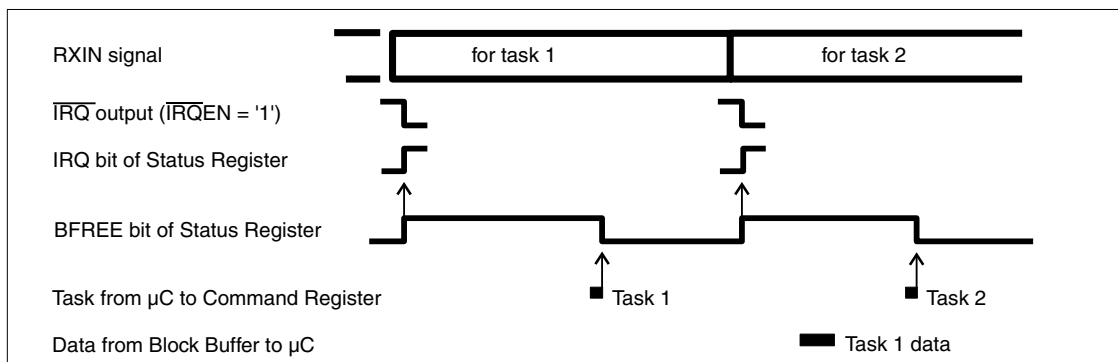 RXIN signal for task 1 for task 2
IRQ output (IRQEN = '1')
IRQ bit of Status Register
BFREE bit of Status Register
Task from µC to Command Register Task 1 Task 2
Data from Block Buffer to µC Task 1 data